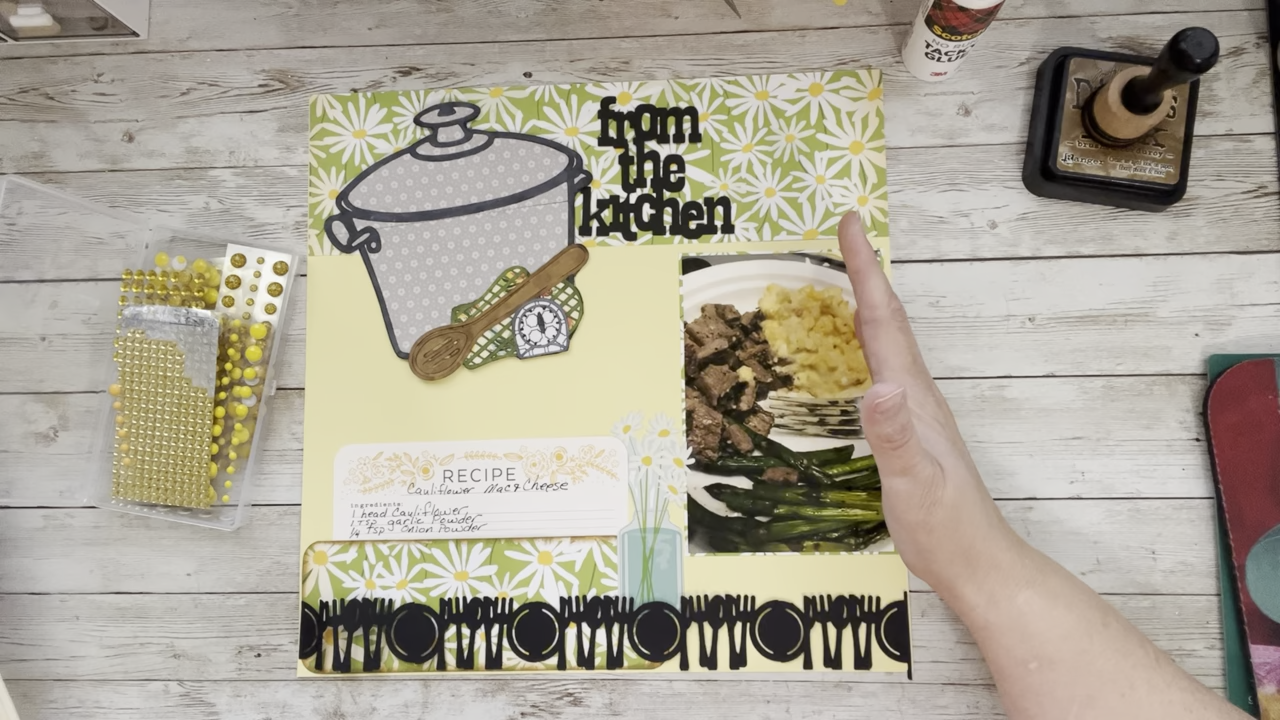 Scotch
TACKY
GLUE
from
the
kitchen
RECIPE
Cauliflower Mac & Cheese
ingredients:
1 head Cauliflower
1 Tsp garlic Powder
1/4 Tsp Onion Powder